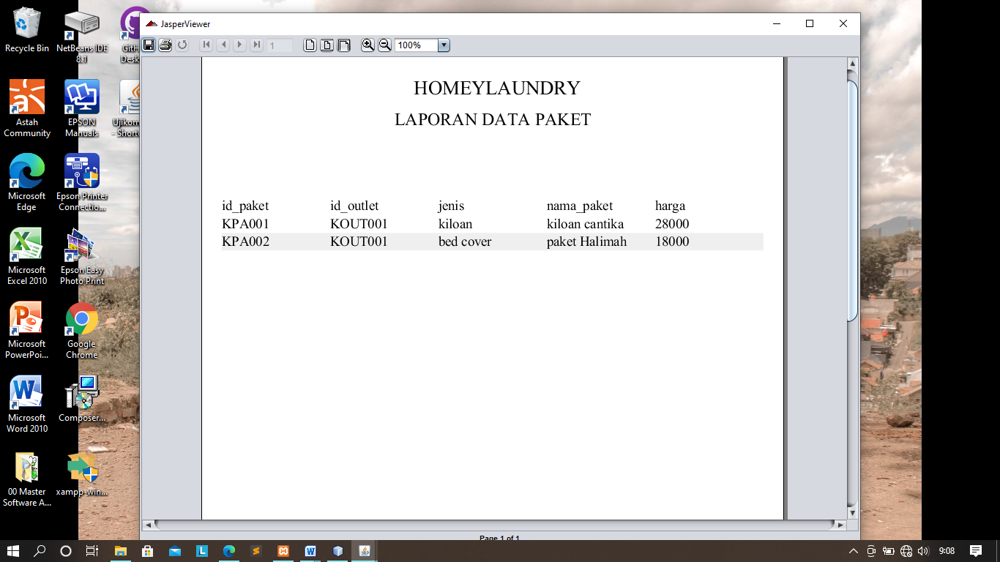 JasperViewer
1
100%
HOMEYLAUNDRY
LAPORAN DATA PAKET
id_paket id_outlet jenis nama_paket harga
KPA001 KOUT001 kiloan kiloan cantika 28000
KPA002 KOUT001 bed cover paket Halimah 18000
Page 1 of 1
Recycle Bin
NetBeans IDE
8.1
GitH
Desk
Astah
Community
EPSON
Manuals
Ujikom
- Shorto
Microsoft
Edge
Epson Printer
Connectio...
Microsoft
Excel 2010
Epson Easy
Photo Print
Microsoft
PowerPoi...
Google
Chrome
Microsoft
Word 2010
Composer...
00 Master
Software A...
xampp-win...
9:08